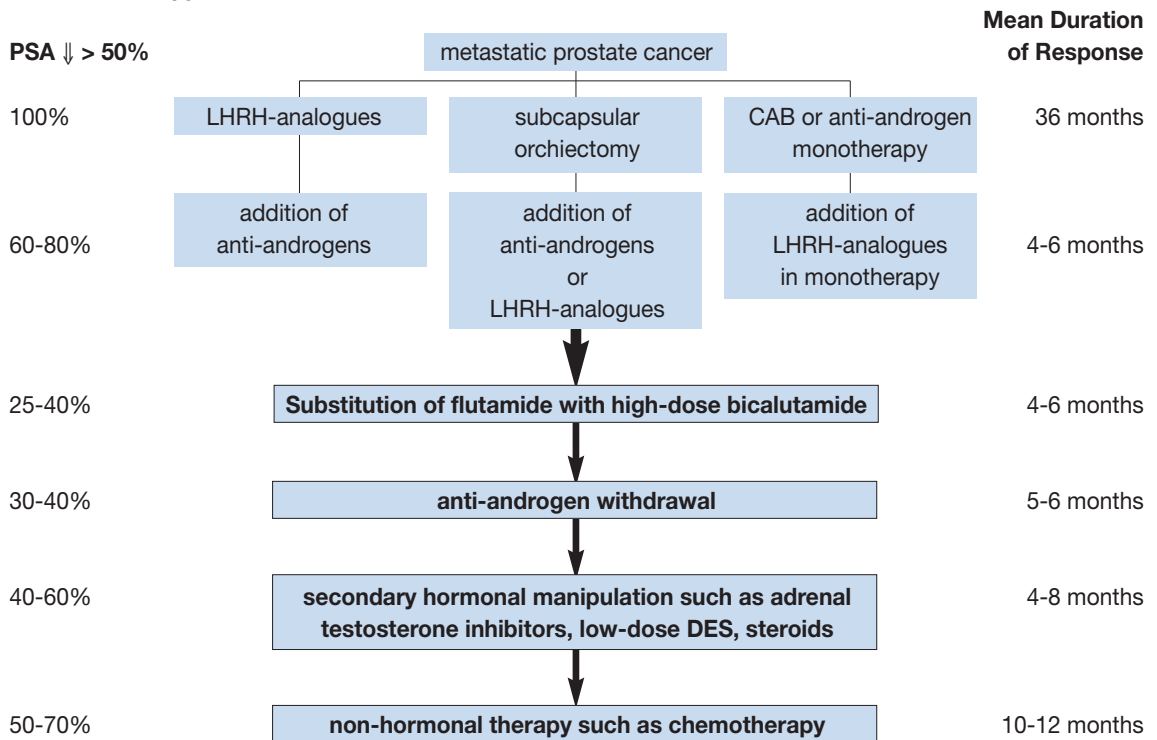 Mean Duration
of Response
PSA ⇓ > 50%
metastatic prostate cancer
100%
LHRH-analogues
subcapsular
orchiectomy
CAB or anti-androgen
monotherapy
36 months
60-80%
addition of
anti-androgens
addition of
anti-androgens
or
LHRH-analogues
addition of
LHRH-analogues
in monotherapy
4-6 months
25-40%
Substitution of flutamide with high-dose bicalutamide
4-6 months
30-40%
anti-androgen withdrawal
5-6 months
40-60%
secondary hormonal manipulation such as adrenal
testosterone inhibitors, low-dose DES, steroids
4-8 months
50-70%
non-hormonal therapy such as chemotherapy
10-12 months